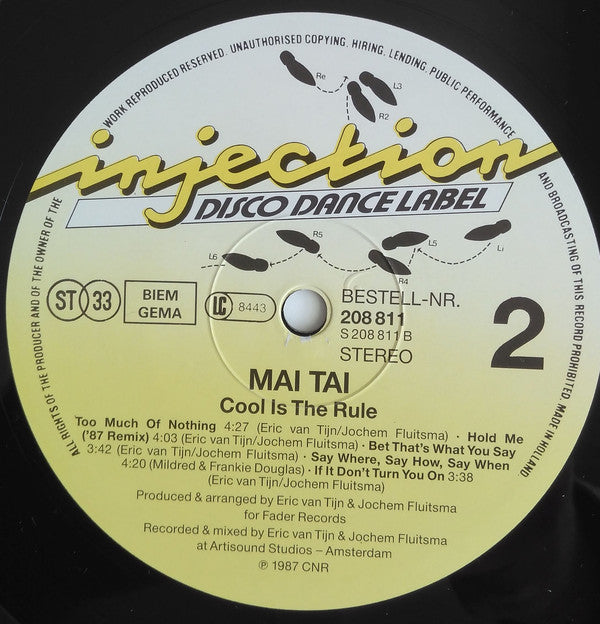 ALL RIGHTS OF THE PRODUCER AND OF THE OWNER OF THE WORK REPRODUCED RESERVED. UNAUTHORISED COPYING, HIRING, LENDING, PUBLIC PERFORMANCE AND BROADCASTING OF THIS RECORD PROHIBITED. MADE IN HOLLAND
Re
L3
R2
injection
DISCO DANCE LABEL
L6
R5
L5
Li
R4
ST 33
BIEM
GEMA
LC 8443
BESTELL-NR.
208 811
S 208 811 B
STEREO
2
MAI TAI
Cool Is The Rule
Too Much Of Nothing 4:27 (Eric van Tijn/Jochem Fluitsma) · Hold Me
('87 Remix) 4:03 (Eric van Tijn/Jochem Fluitsma) · Bet That's What You Say
3:42 (Eric van Tijn/Jochem Fluitsma) · Say Where, Say How, Say When
4:20 (Mildred & Frankie Douglas) · If It Don't Turn You On 3:38
(Eric van Tijn/Jochem Fluitsma)
Produced & arranged by Eric van Tijn & Jochem Fluitsma
for Fader Records
Recorded & mixed by Eric van Tijn & Jochem Fluitsma
at Artisound Studios – Amsterdam
℗ 1987 CNR